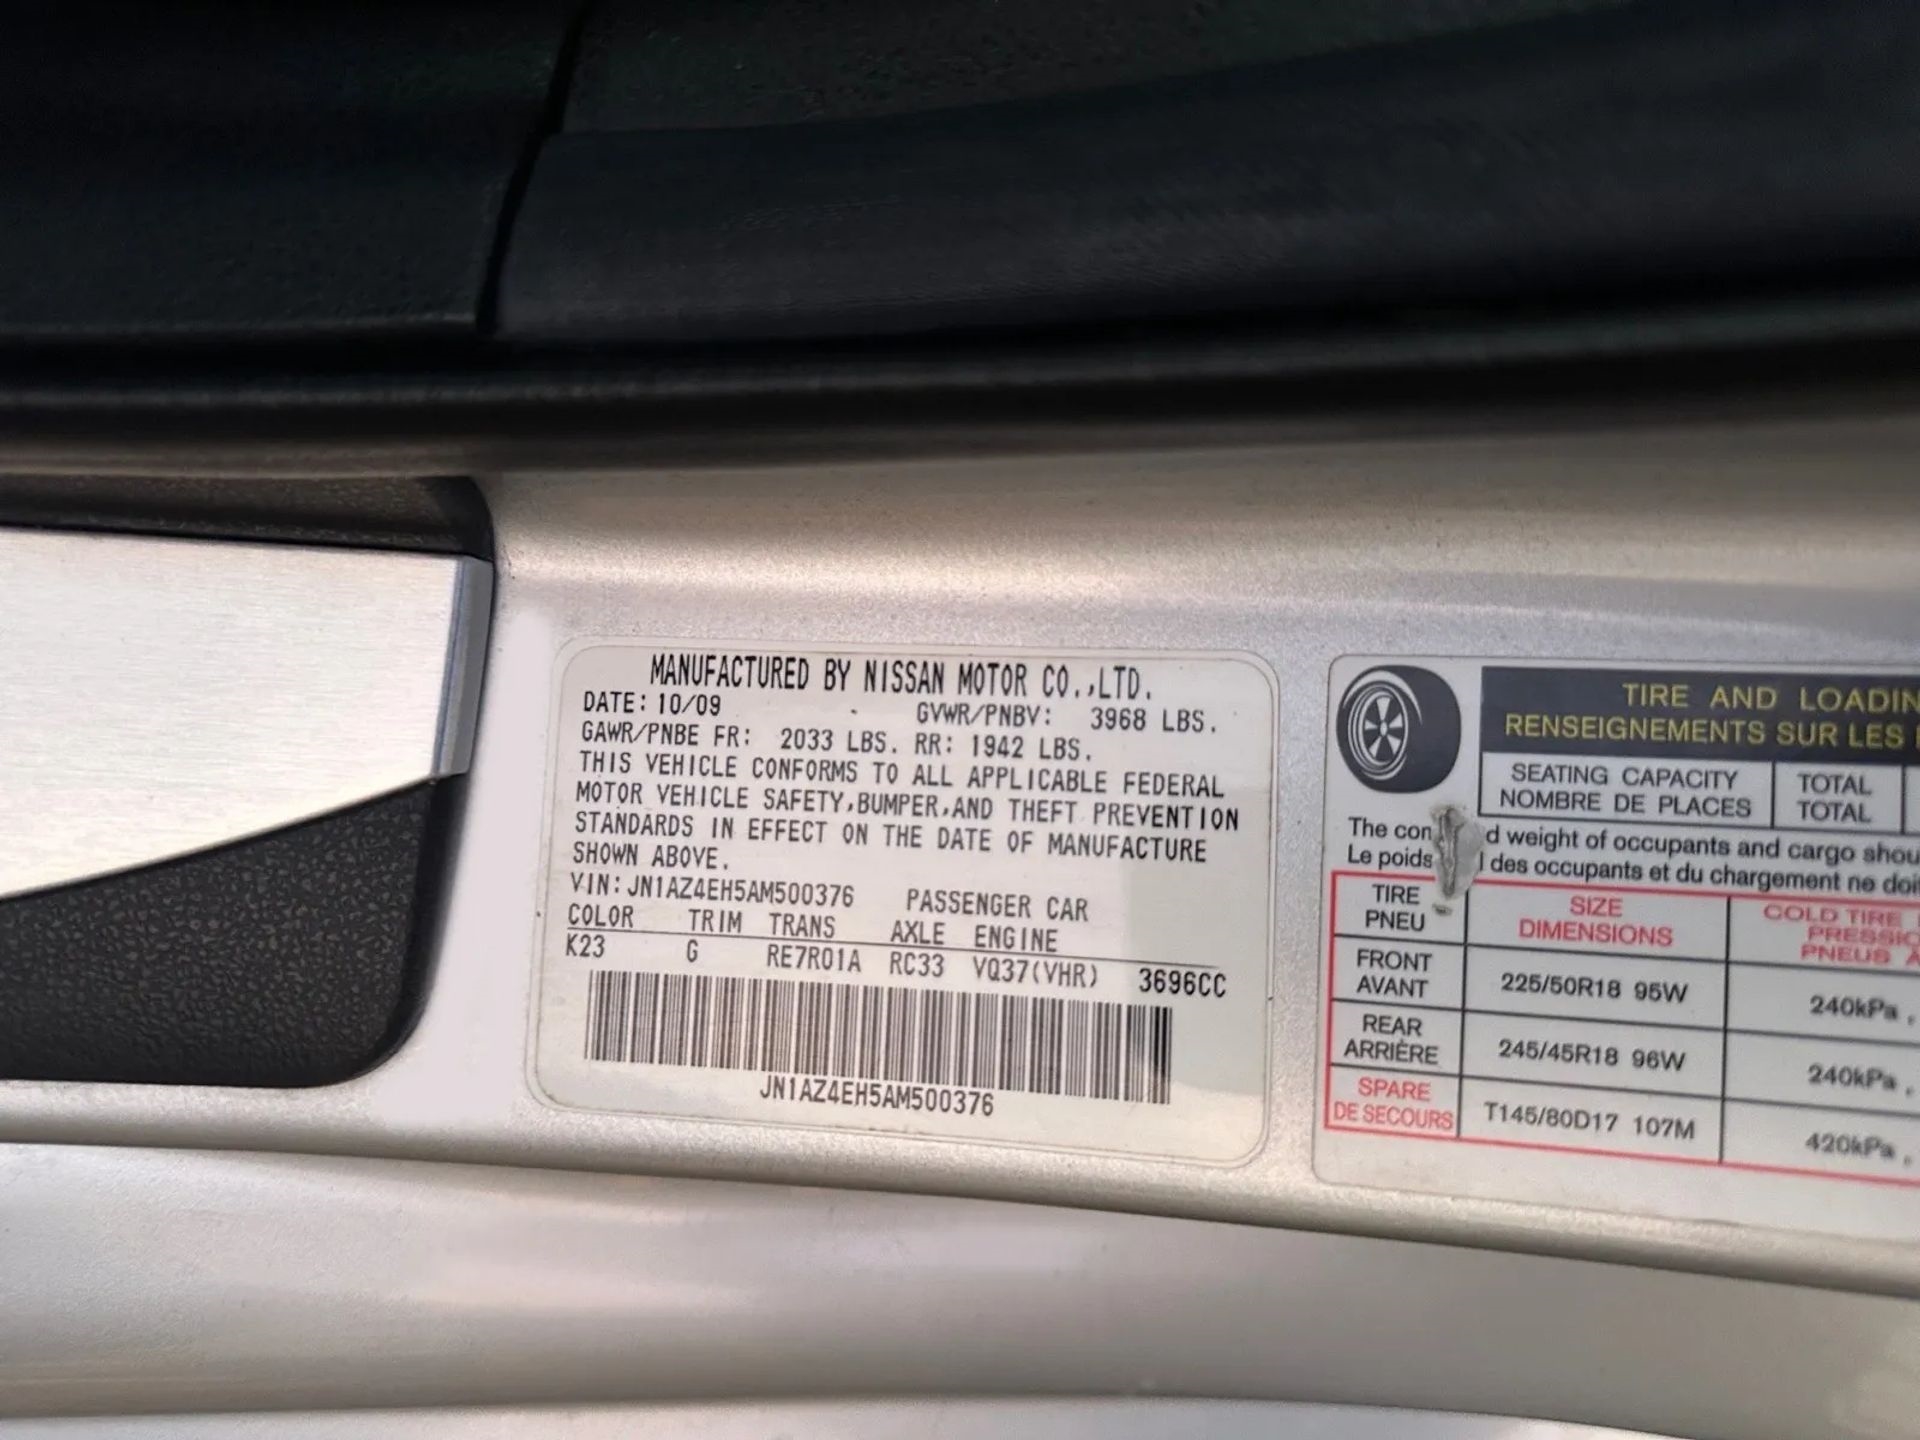 MANUFACTURED BY NISSAN MOTOR CO.,LTD.
DATE: 10/09 GVWR/PNBV: 3968 LBS.
GAWR/PNBE FR: 2033 LBS. RR: 1942 LBS.
THIS VEHICLE CONFORMS TO ALL APPLICABLE FEDERAL
MOTOR VEHICLE SAFETY,BUMPER,AND THEFT PREVENTION
STANDARDS IN EFFECT ON THE DATE OF MANUFACTURE
SHOWN ABOVE.
VIN: JN1AZ4EH5AM500376 PASSENGER CAR
COLOR TRIM TRANS AXLE ENGINE
K23 G RE7R01A RC33 VQ37(VHR) 3696CC
JN1AZ4EH5AM500376
TIRE AND LOADIN
RENSEIGNEMENTS SUR LES
SEATING CAPACITY TOTAL
NOMBRE DE PLACES TOTAL
The con d weight of occupants and cargo shou
Le poids des occupants et du chargement ne doi
TIRE SIZE COLD TIRE
PNEU DIMENSIONS PRESSIO
PNEUS A
FRONT
AVANT 225/50R18 95W 240kPa ,
REAR
ARRIÈRE 245/45R18 96W 240kPa ,
SPARE
DE SECOURS T145/80D17 107M 420kPa ,